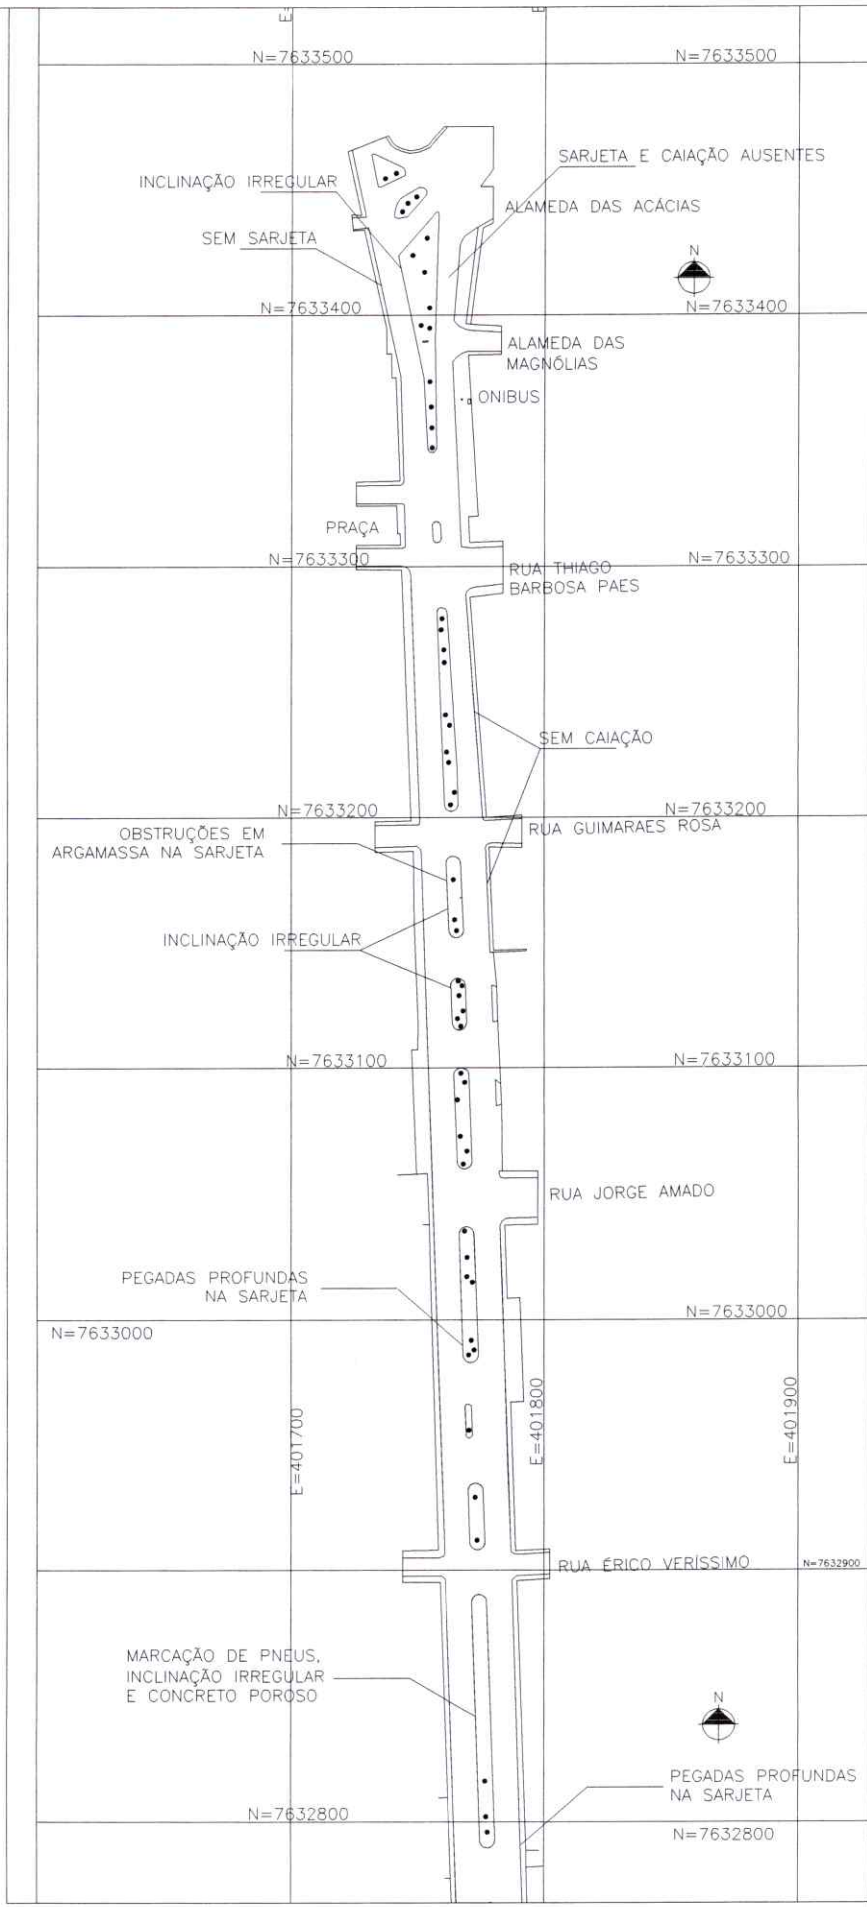 N=7633500
N=7633500
SARJETA E CAIAÇÃO AUSENTES
INCLINAÇÃO IRREGULAR
ALAMEDA DAS ACÁCIAS
SEM SARJETA
N
N=7633400
N=7633400
ALAMEDA DAS
MAGNÓLIAS
ONIBUS
PRAÇA
N=7633300
N=7633300
RUA THIAGO
BARBOSA PAES
SEM CAIAÇÃO
N=7633200
N=7633200
OBSTRUÇÕES EM
ARGAMASSA NA SARJETA
RUA GUIMARAES ROSA
INCLINAÇÃO IRREGULAR
N=7633100
N=7633100
RUA JORGE AMADO
PEGADAS PROFUNDAS
NA SARJETA
N=7633000
N=7633000
E=401700
E=401800
E=401900
RUA ÉRICO VERÍSSIMO
N=7632900
MARCAÇÃO DE PNEUS,
INCLINAÇÃO IRREGULAR
E CONCRETO POROSO
N
PEGADAS PROFUNDAS
NA SARJETA
N=7632800
N=7632800